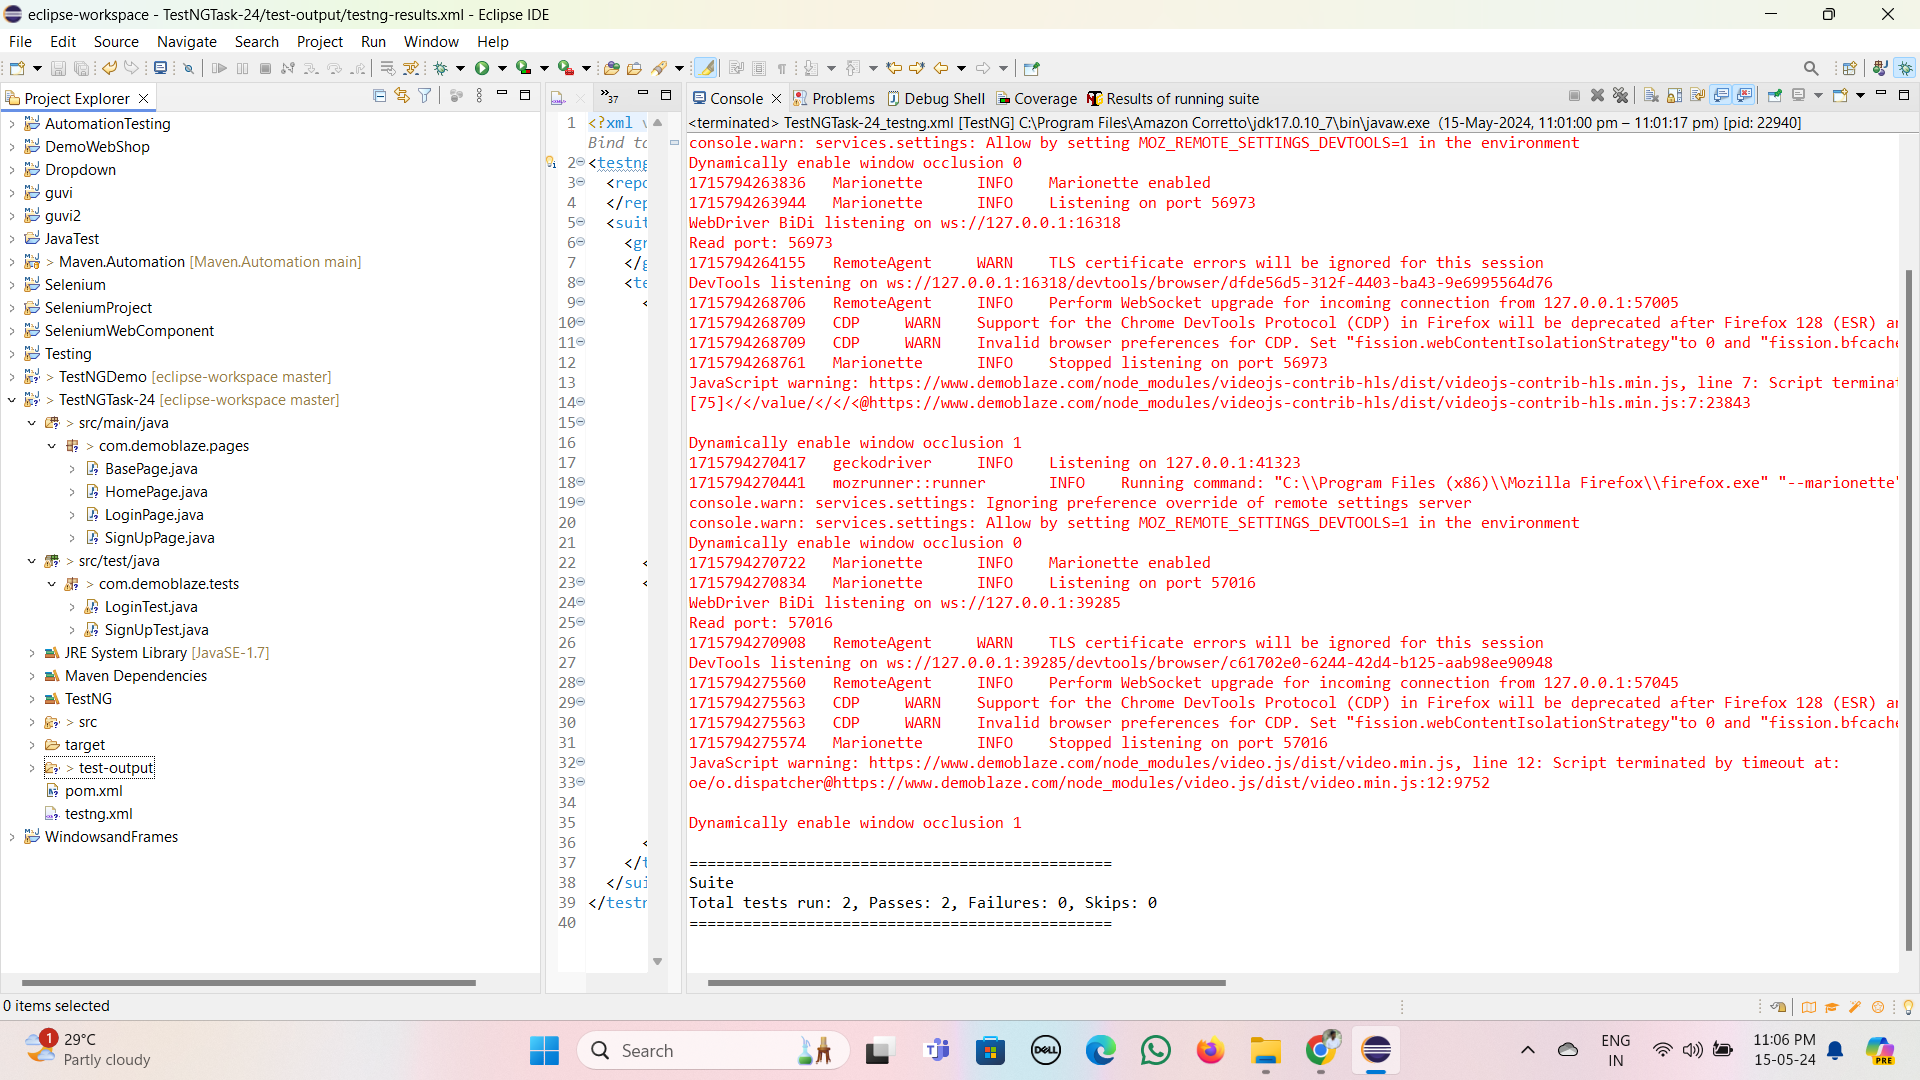 eclipse-workspace - TestNGTask-24/test-output/testng-results.xml - Eclipse IDE
File Edit Source Navigate Search Project Run Window Help
Project Explorer
AutomationTesting
DemoWebShop
Dropdown
guvi
guvi2
JavaTest
> Maven.Automation [Maven.Automation main]
Selenium
SeleniumProject
SeleniumWebComponent
Testing
> TestNGDemo [eclipse-workspace master]
> TestNGTask-24 [eclipse-workspace master]
> src/main/java
> com.demoblaze.pages
BasePage.java
HomePage.java
LoginPage.java
SignUpPage.java
> src/test/java
> com.demoblaze.tests
LoginTest.java
SignUpTest.java
JRE System Library [JavaSE-1.7]
Maven Dependencies
TestNG
> src
target
> test-output
pom.xml
testng.xml
WindowsandFrames
»37
1 <?xml
Bind to
2 <testng
3 <repo
4 </rep
5 <suit
6 <gr
7 </g
8 <te
9 <
10
11
12
13
14
15
16
17
18
19
20
21
22 <
23 <
24
25
26
27
28
29
30
31
32
33
34
35
36 <
37 </t
38 </sui
39 </testn
40
Console Problems Debug Shell Coverage Results of running suite
<terminated> TestNGTask-24_testng.xml [TestNG] C:\Program Files\Amazon Corretto\jdk17.0.10_7\bin\javaw.exe (15-May-2024, 11:01:00 pm – 11:01:17 pm) [pid: 22940]
console.warn: services.settings: Allow by setting MOZ_REMOTE_SETTINGS_DEVTOOLS=1 in the environment
Dynamically enable window occlusion 0
1715794263836 Marionette INFO Marionette enabled
1715794263944 Marionette INFO Listening on port 56973
WebDriver BiDi listening on ws://127.0.0.1:16318
Read port: 56973
1715794264155 RemoteAgent WARN TLS certificate errors will be ignored for this session
DevTools listening on ws://127.0.0.1:16318/devtools/browser/dfde56d5-312f-4403-ba43-9e6995564d76
1715794268706 RemoteAgent INFO Perform WebSocket upgrade for incoming connection from 127.0.0.1:57005
1715794268709 CDP WARN Support for the Chrome DevTools Protocol (CDP) in Firefox will be deprecated after Firefox 128 (ESR) a
1715794268709 CDP WARN Invalid browser preferences for CDP. Set "fission.webContentIsolationStrategy"to 0 and "fission.bfcache
1715794268761 Marionette INFO Stopped listening on port 56973
JavaScript warning: https://www.demoblaze.com/node_modules/videojs-contrib-hls/dist/videojs-contrib-hls.min.js, line 7: Script termina
[75]</</value/</</<@https://www.demoblaze.com/node_modules/videojs-contrib-hls/dist/videojs-contrib-hls.min.js:7:23843
Dynamically enable window occlusion 1
1715794270417 geckodriver INFO Listening on 127.0.0.1:41323
1715794270441 mozrunner::runner INFO Running command: "C:\\Program Files (x86)\\Mozilla Firefox\\firefox.exe" "--marionette"
console.warn: services.settings: Ignoring preference override of remote settings server
console.warn: services.settings: Allow by setting MOZ_REMOTE_SETTINGS_DEVTOOLS=1 in the environment
Dynamically enable window occlusion 0
1715794270722 Marionette INFO Marionette enabled
1715794270834 Marionette INFO Listening on port 57016
WebDriver BiDi listening on ws://127.0.0.1:39285
Read port: 57016
1715794270908 RemoteAgent WARN TLS certificate errors will be ignored for this session
DevTools listening on ws://127.0.0.1:39285/devtools/browser/c61702e0-6244-42d4-b125-aab98ee90948
1715794275560 RemoteAgent INFO Perform WebSocket upgrade for incoming connection from 127.0.0.1:57045
1715794275563 CDP WARN Support for the Chrome DevTools Protocol (CDP) in Firefox will be deprecated after Firefox 128 (ESR) a
1715794275563 CDP WARN Invalid browser preferences for CDP. Set "fission.webContentIsolationStrategy"to 0 and "fission.bfcache
1715794275574 Marionette INFO Stopped listening on port 57016
JavaScript warning: https://www.demoblaze.com/node_modules/video.js/dist/video.min.js, line 12: Script terminated by timeout at:
oe/o.dispatcher@https://www.demoblaze.com/node_modules/video.js/dist/video.min.js:12:9752
Dynamically enable window occlusion 1
===============================================
Suite
Total tests run: 2, Passes: 2, Failures: 0, Skips: 0
===============================================
0 items selected
1
29°C
Partly cloudy
Search
DELL
ENG
IN
11:06 PM
15-05-24
PRE